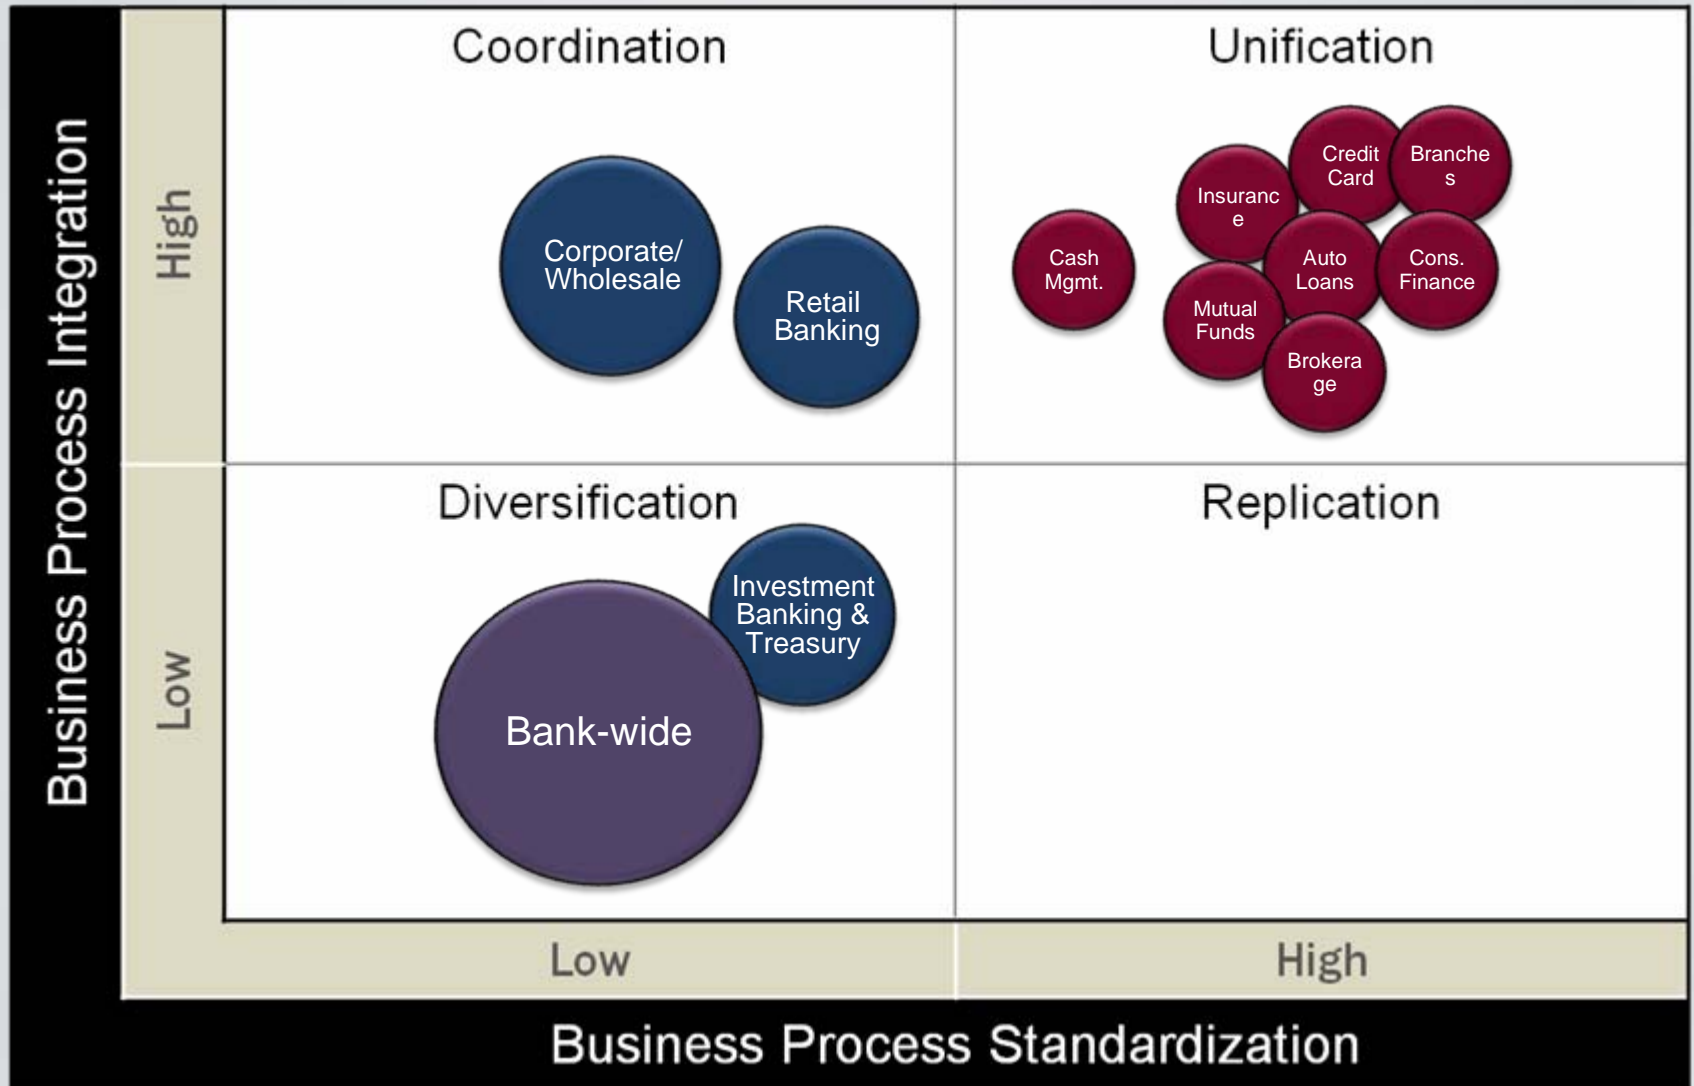 Business Process Integration
High
Low
Coordination
Unification
Corporate/
Wholesale
Retail
Banking
Cash
Mgmt.
Insuranc
e
Credit
Card
Branche
s
Mutual
Funds
Auto
Loans
Cons.
Finance
Brokera
ge
Diversification
Replication
Investment
Banking &
Treasury
Bank-wide
Low
High
Business Process Standardization